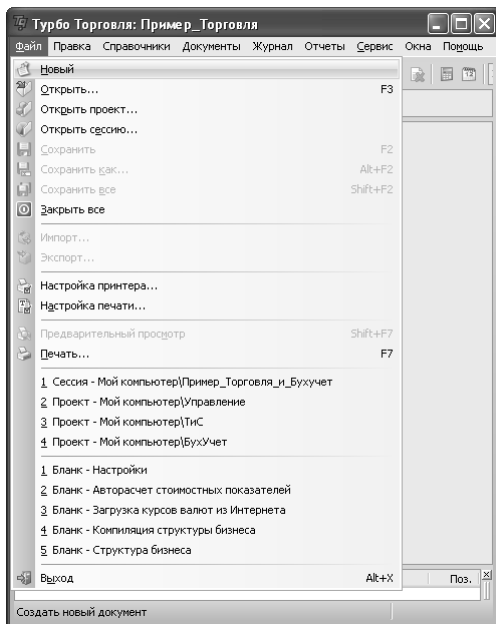 Турбо Торговля: Пример_Торговля
Файл Правка Справочники Документы Журнал Отчеты Сервис Окна Помощь
Новый
Открыть... F3
Открыть проект...
Открыть сессию...
Сохранить F2
Сохранить как... Alt+F2
Сохранить все Shift+F2
Закрыть все
Импорт...
Экспорт...
Настройка принтера...
Настройка печати...
Предварительный просмотр Shift+F7
Печать... F7
1 Сессия - Мой компьютер\Пример_Торговля_и_Бухучет
2 Проект - Мой компьютер\Управление
3 Проект - Мой компьютер\ТиС
4 Проект - Мой компьютер\БухУчет
1 Бланк - Настройки
2 Бланк - Авторасчет стоимостных показателей
3 Бланк - Загрузка курсов валют из Интернета
4 Бланк - Компиляция структуры бизнеса
5 Бланк - Структура бизнеса
Выход Alt+X
Поз.
Создать новый документ